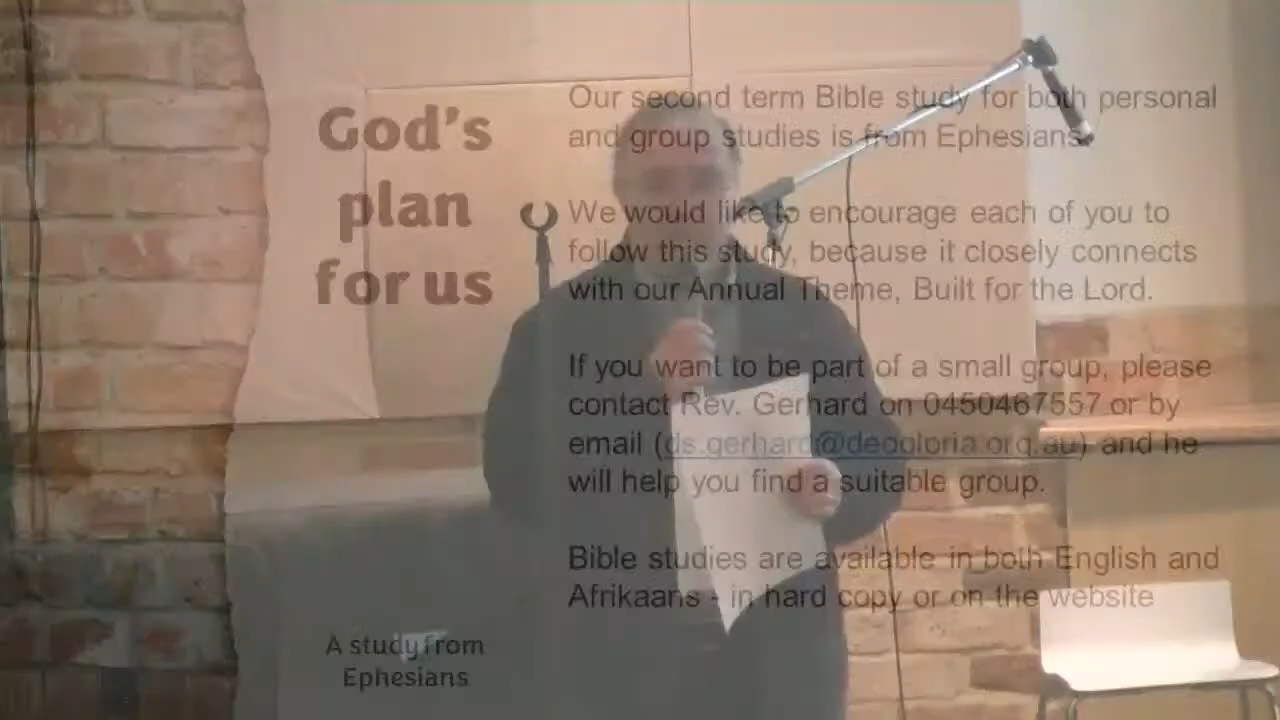 God's
plan
for us
A study from
Ephesians
Our second term Bible study for both personal
and group studies is from Ephesians.
We would like to encourage each of you to
follow this study, because it closely connects
with our Annual Theme, Built for the Lord.
If you want to be part of a small group, please
contact Rev. Gerhard on 0450467557 or by
email (ds.gerhard@deogloria.org.au) and he
will help you find a suitable group.
Bible studies are available in both English and
Afrikaans - in hard copy or on the website